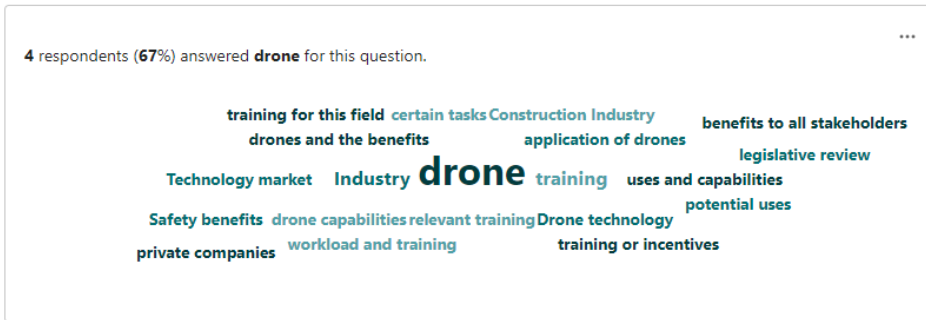 4 respondents (67%) answered drone for this question.
training for this field certain tasks Construction Industry
benefits to all stakeholders
drones and the benefits application of drones
legislative review
Technology market Industry drone training uses and capabilities
potential uses
Safety benefits drone capabilities relevant training Drone technology
workload and training training or incentives
private companies